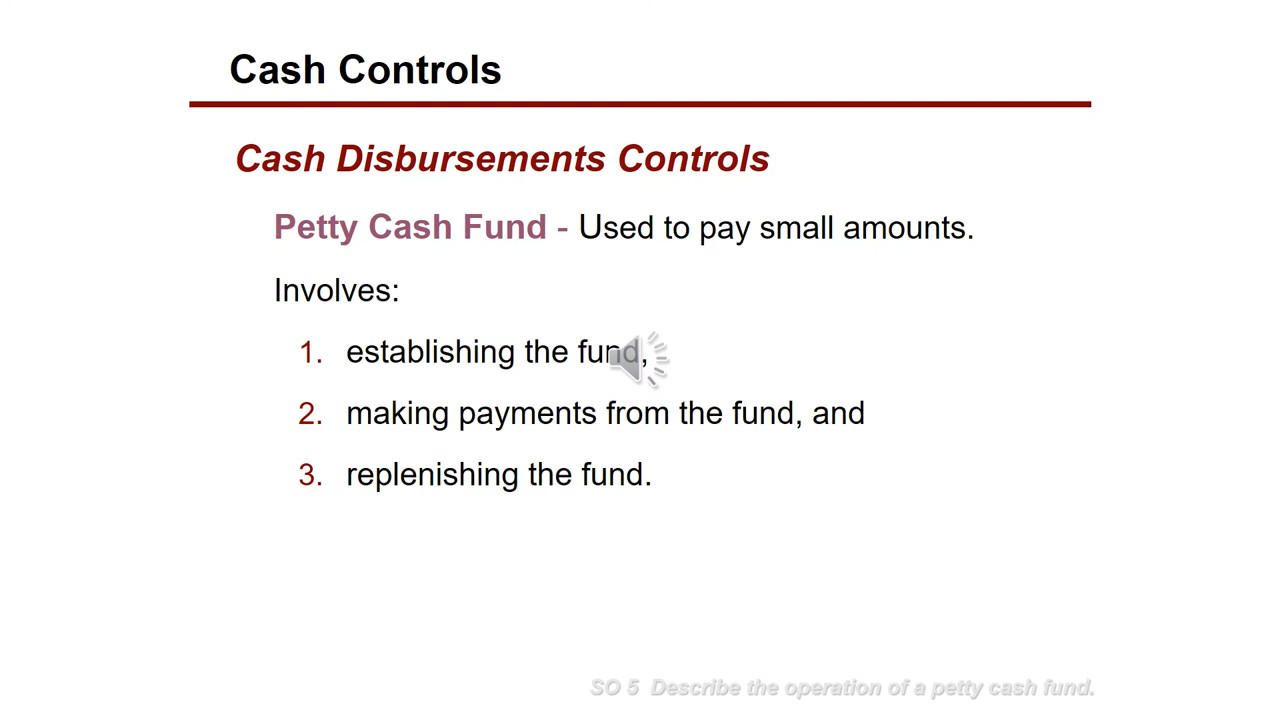 Cash Controls
Cash Disbursements Controls
Petty Cash Fund - Used to pay small amounts.
Involves:
1. establishing the fund,
2. making payments from the fund, and
3. replenishing the fund.
SO 5 Describe the operation of a petty cash fund.